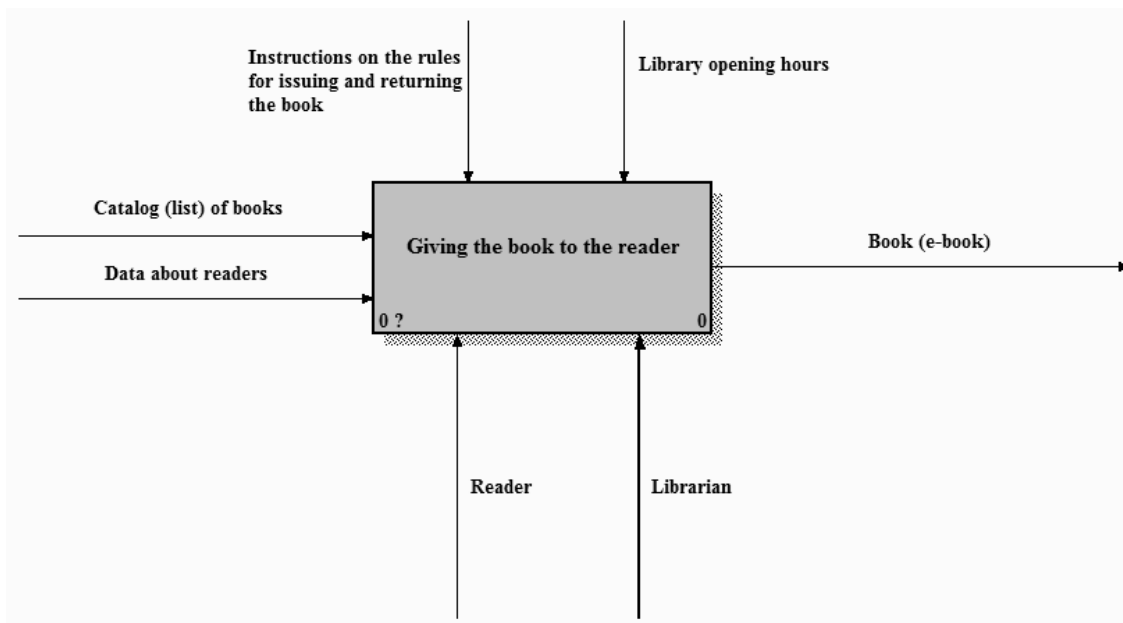 Instructions on the rules
for issuing and returning
the book
Library opening hours
Catalog (list) of books
Data about readers
Giving the book to the reader
Book (e-book)
0 ?
0
Reader
Librarian